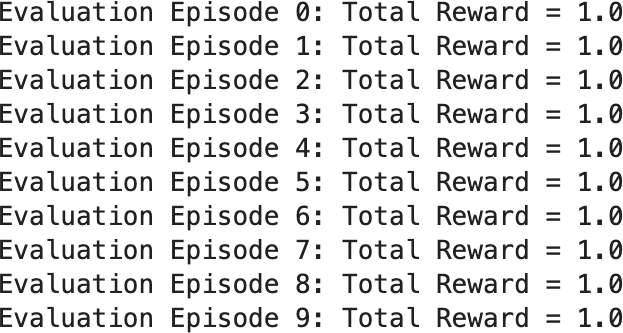 Evaluation Episode 0: Total Reward = 1.0
Evaluation Episode 1: Total Reward = 1.0
Evaluation Episode 2: Total Reward = 1.0
Evaluation Episode 3: Total Reward = 1.0
Evaluation Episode 4: Total Reward = 1.0
Evaluation Episode 5: Total Reward = 1.0
Evaluation Episode 6: Total Reward = 1.0
Evaluation Episode 7: Total Reward = 1.0
Evaluation Episode 8: Total Reward = 1.0
Evaluation Episode 9: Total Reward = 1.0